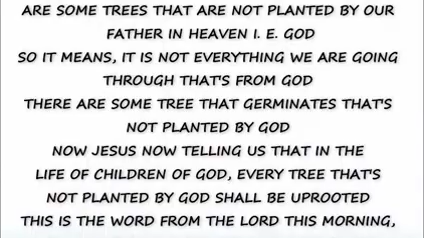 ARE SOME TREES THAT ARE NOT PLANTED BY OUR
FATHER IN HEAVEN I. E. GOD
SO IT MEANS, IT IS NOT EVERYTHING WE ARE GOING
THROUGH THAT'S FROM GOD
THERE ARE SOME TREE THAT GERMINATES THAT'S
NOT PLANTED BY GOD
NOW JESUS NOW TELLING US THAT IN THE
LIFE OF CHILDREN OF GOD, EVERY TREE THAT'S
NOT PLANTED BY GOD SHALL BE UPROOTED
THIS IS THE WORD FROM THE LORD THIS MORNING,